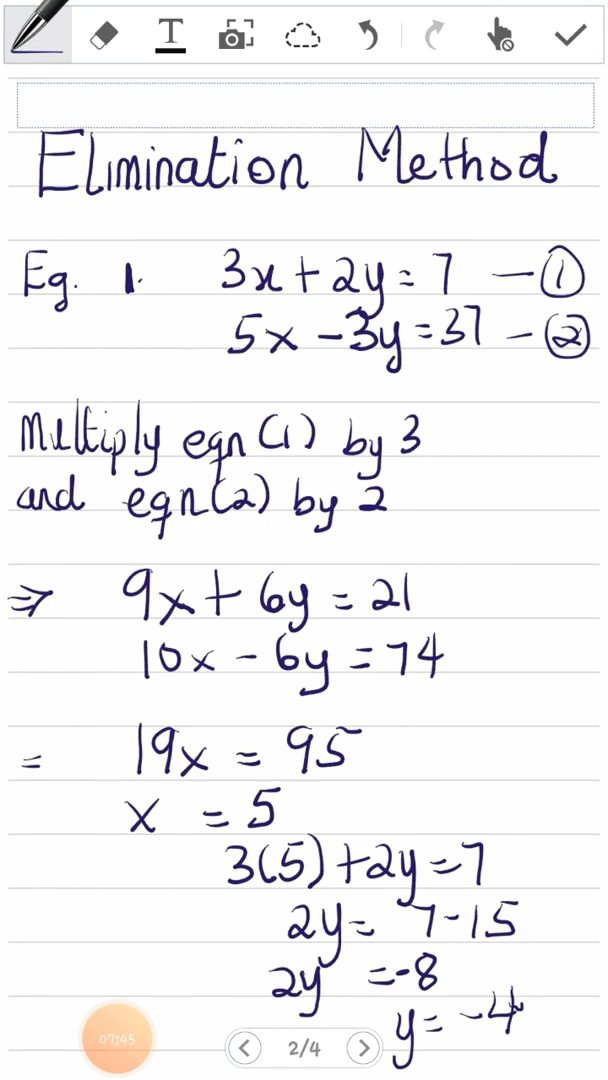 T
Elimination Method
Eg. 1. 3x + 2y = 7 — ①
5x - 3y = 37 - ②
Multiply eqn (1) by 3
and eqn (2) by 2
⇒ 9x + 6y = 21
10x - 6y = 74
= 19x = 95
x = 5
3(5) + 2y = 7
2y = 7-15
2y = -8
y = -4
07:45
2/4